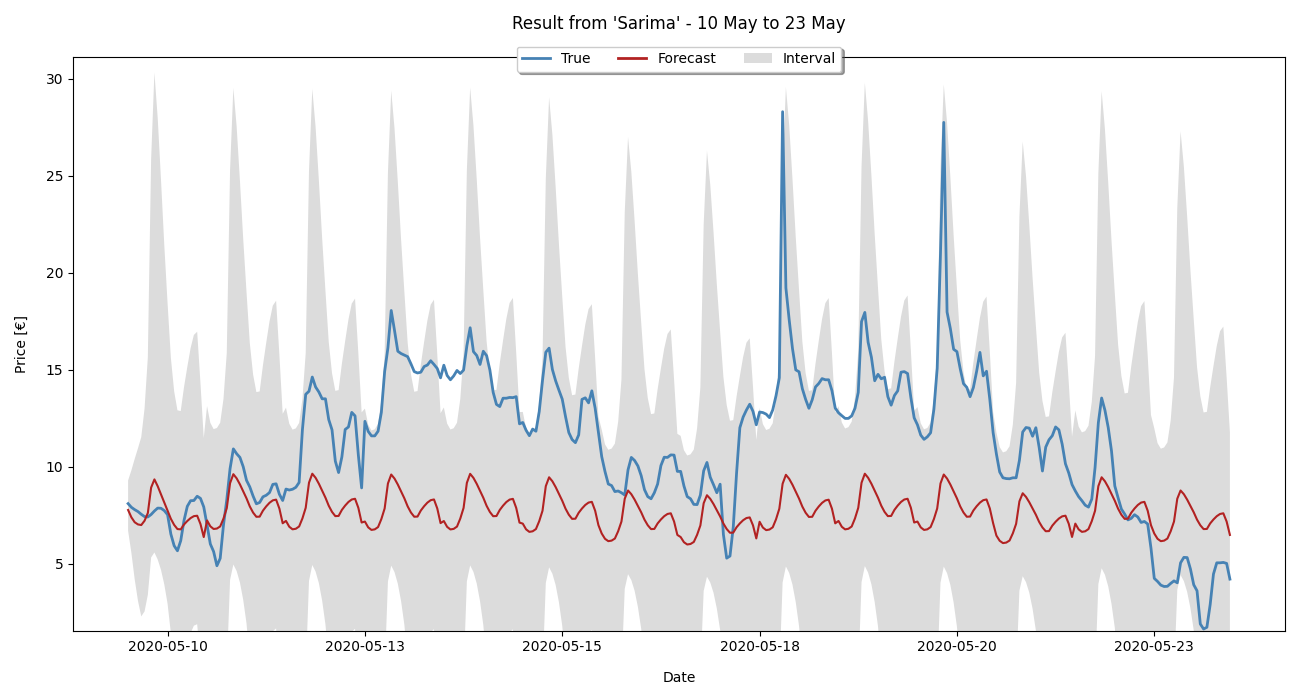 Result from 'Sarima' - 10 May to 23 May
True Forecast Interval
Price [€]
30
25
20
15
10
5
2020-05-10 2020-05-13 2020-05-15 2020-05-18 2020-05-20 2020-05-23
Date